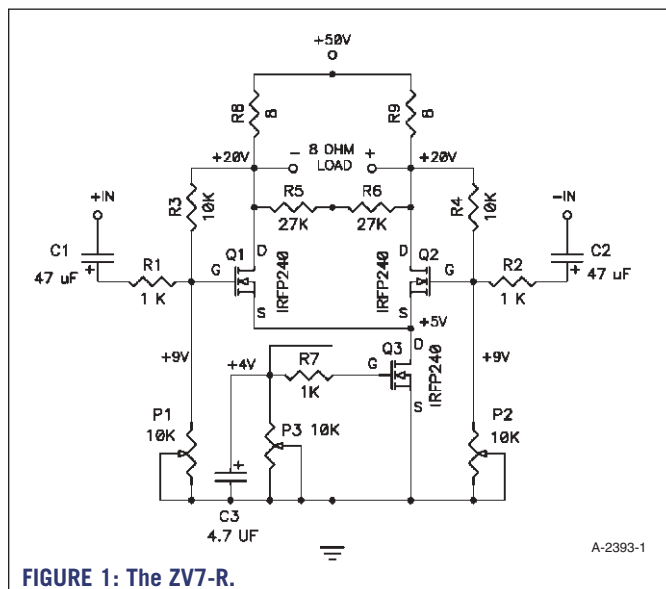 +50V
R8
8
R9
8
+20V
- 8 OHM +
LOAD
+20V
+IN
R3
10K
R5
27K
R6
27K
R4
10K
-IN
C1
47 uF
+
R1
1 K
Q1
D
G
S
IRFP240
Q2
D
G
S
IRFP240
R2
1 K
C2
47 uF
+
+5V
+9V
+4V
R7
1K
Q3
D
G
S
IRFP240
+9V
P1
10K
P3 10K
P2
10K
+
C3
4.7 UF
A-2393-1
FIGURE 1: The ZV7-R.